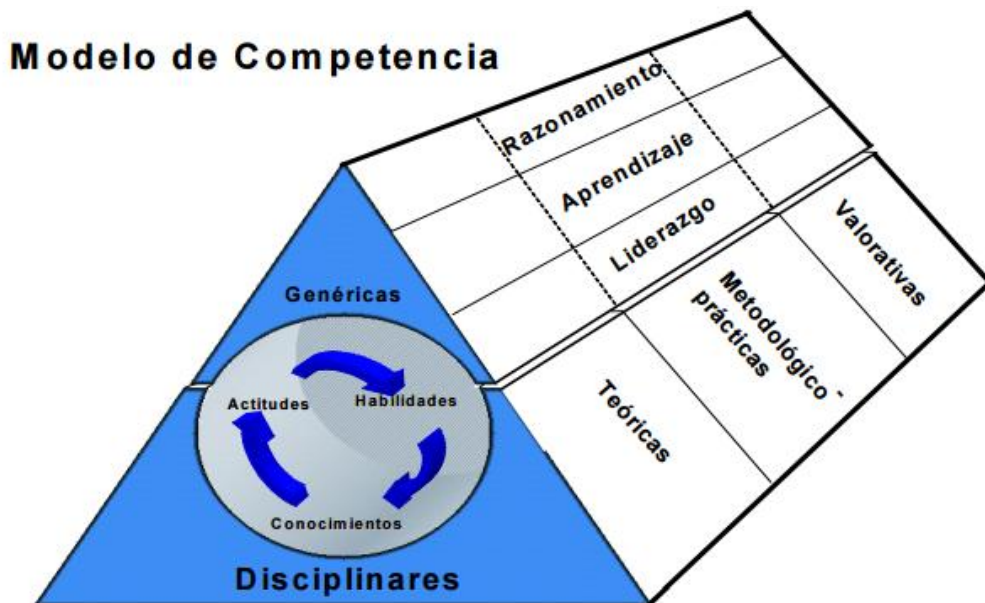 Modelo de Competencia
Razonamiento
Aprendizaje
Liderazgo
Valorativas
Metodológico -
prácticas
Teóricas
Genéricas
Actitudes
Habilidades
Conocimientos
Disciplinares